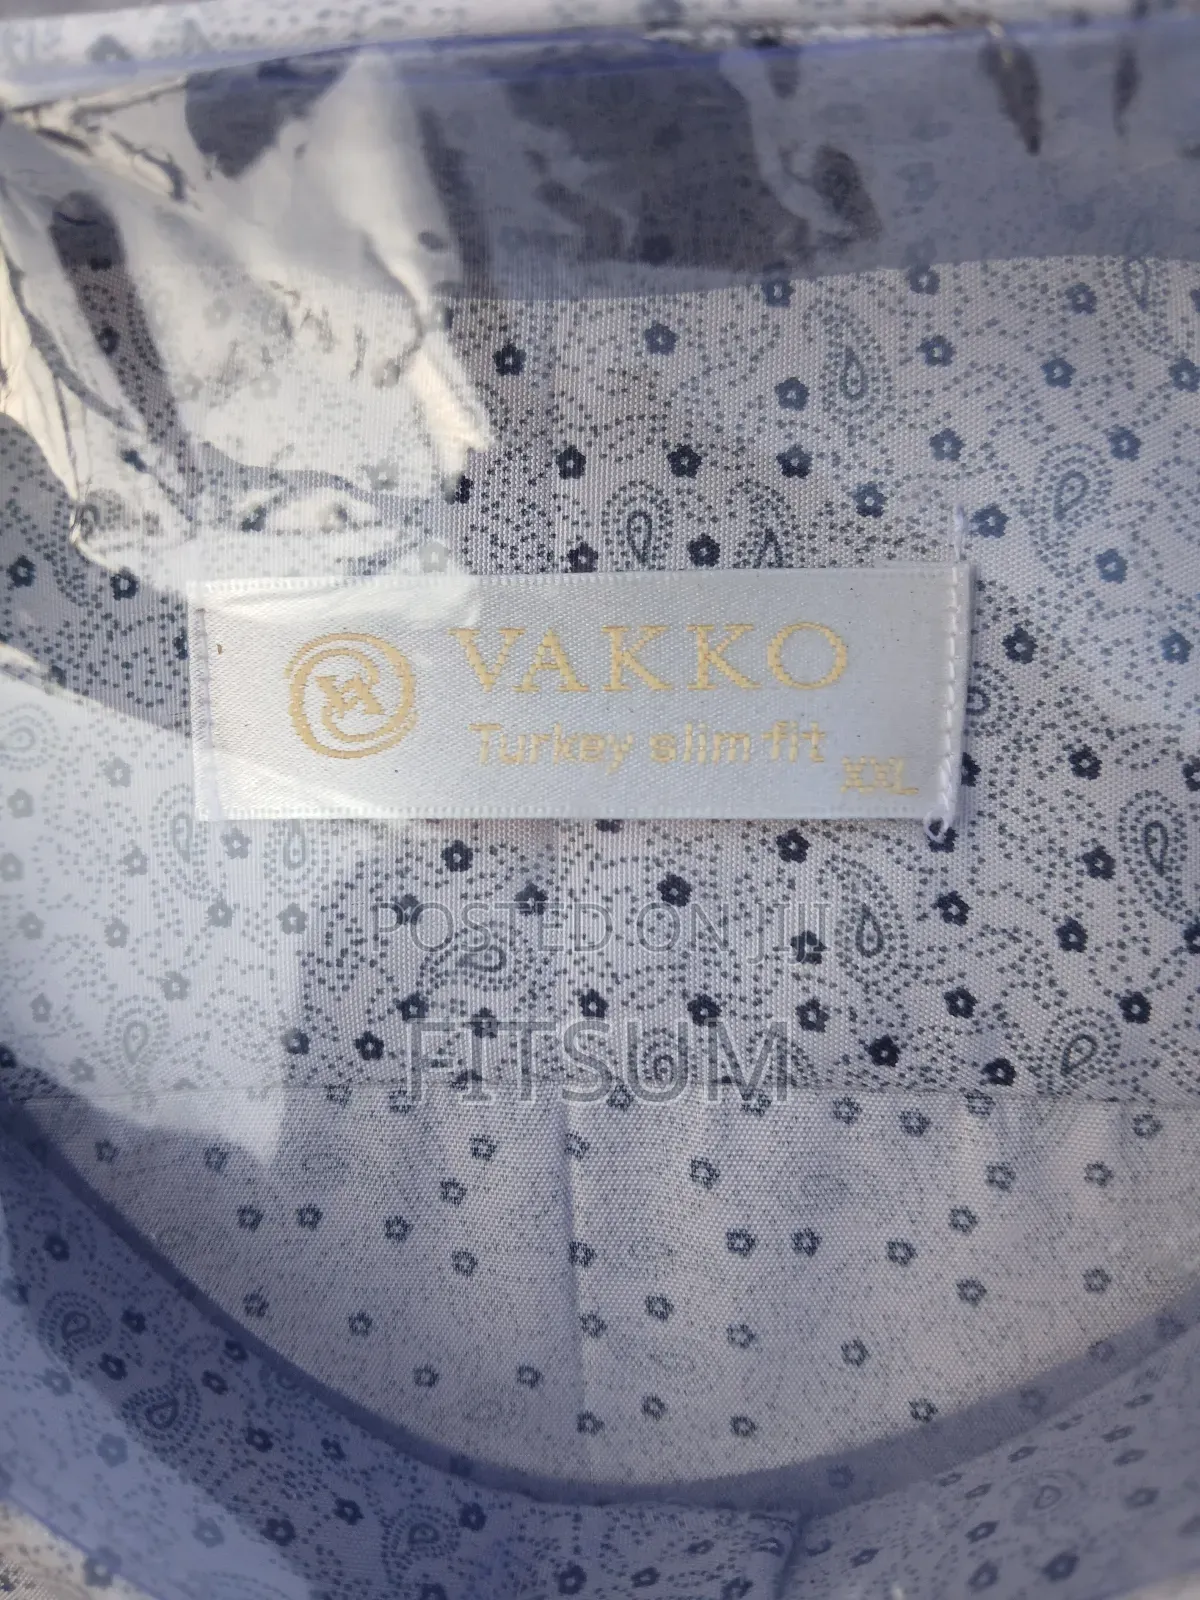 VAKKO
Turkey slim fit
XXL
POSTED ON JIJI
FITSUM